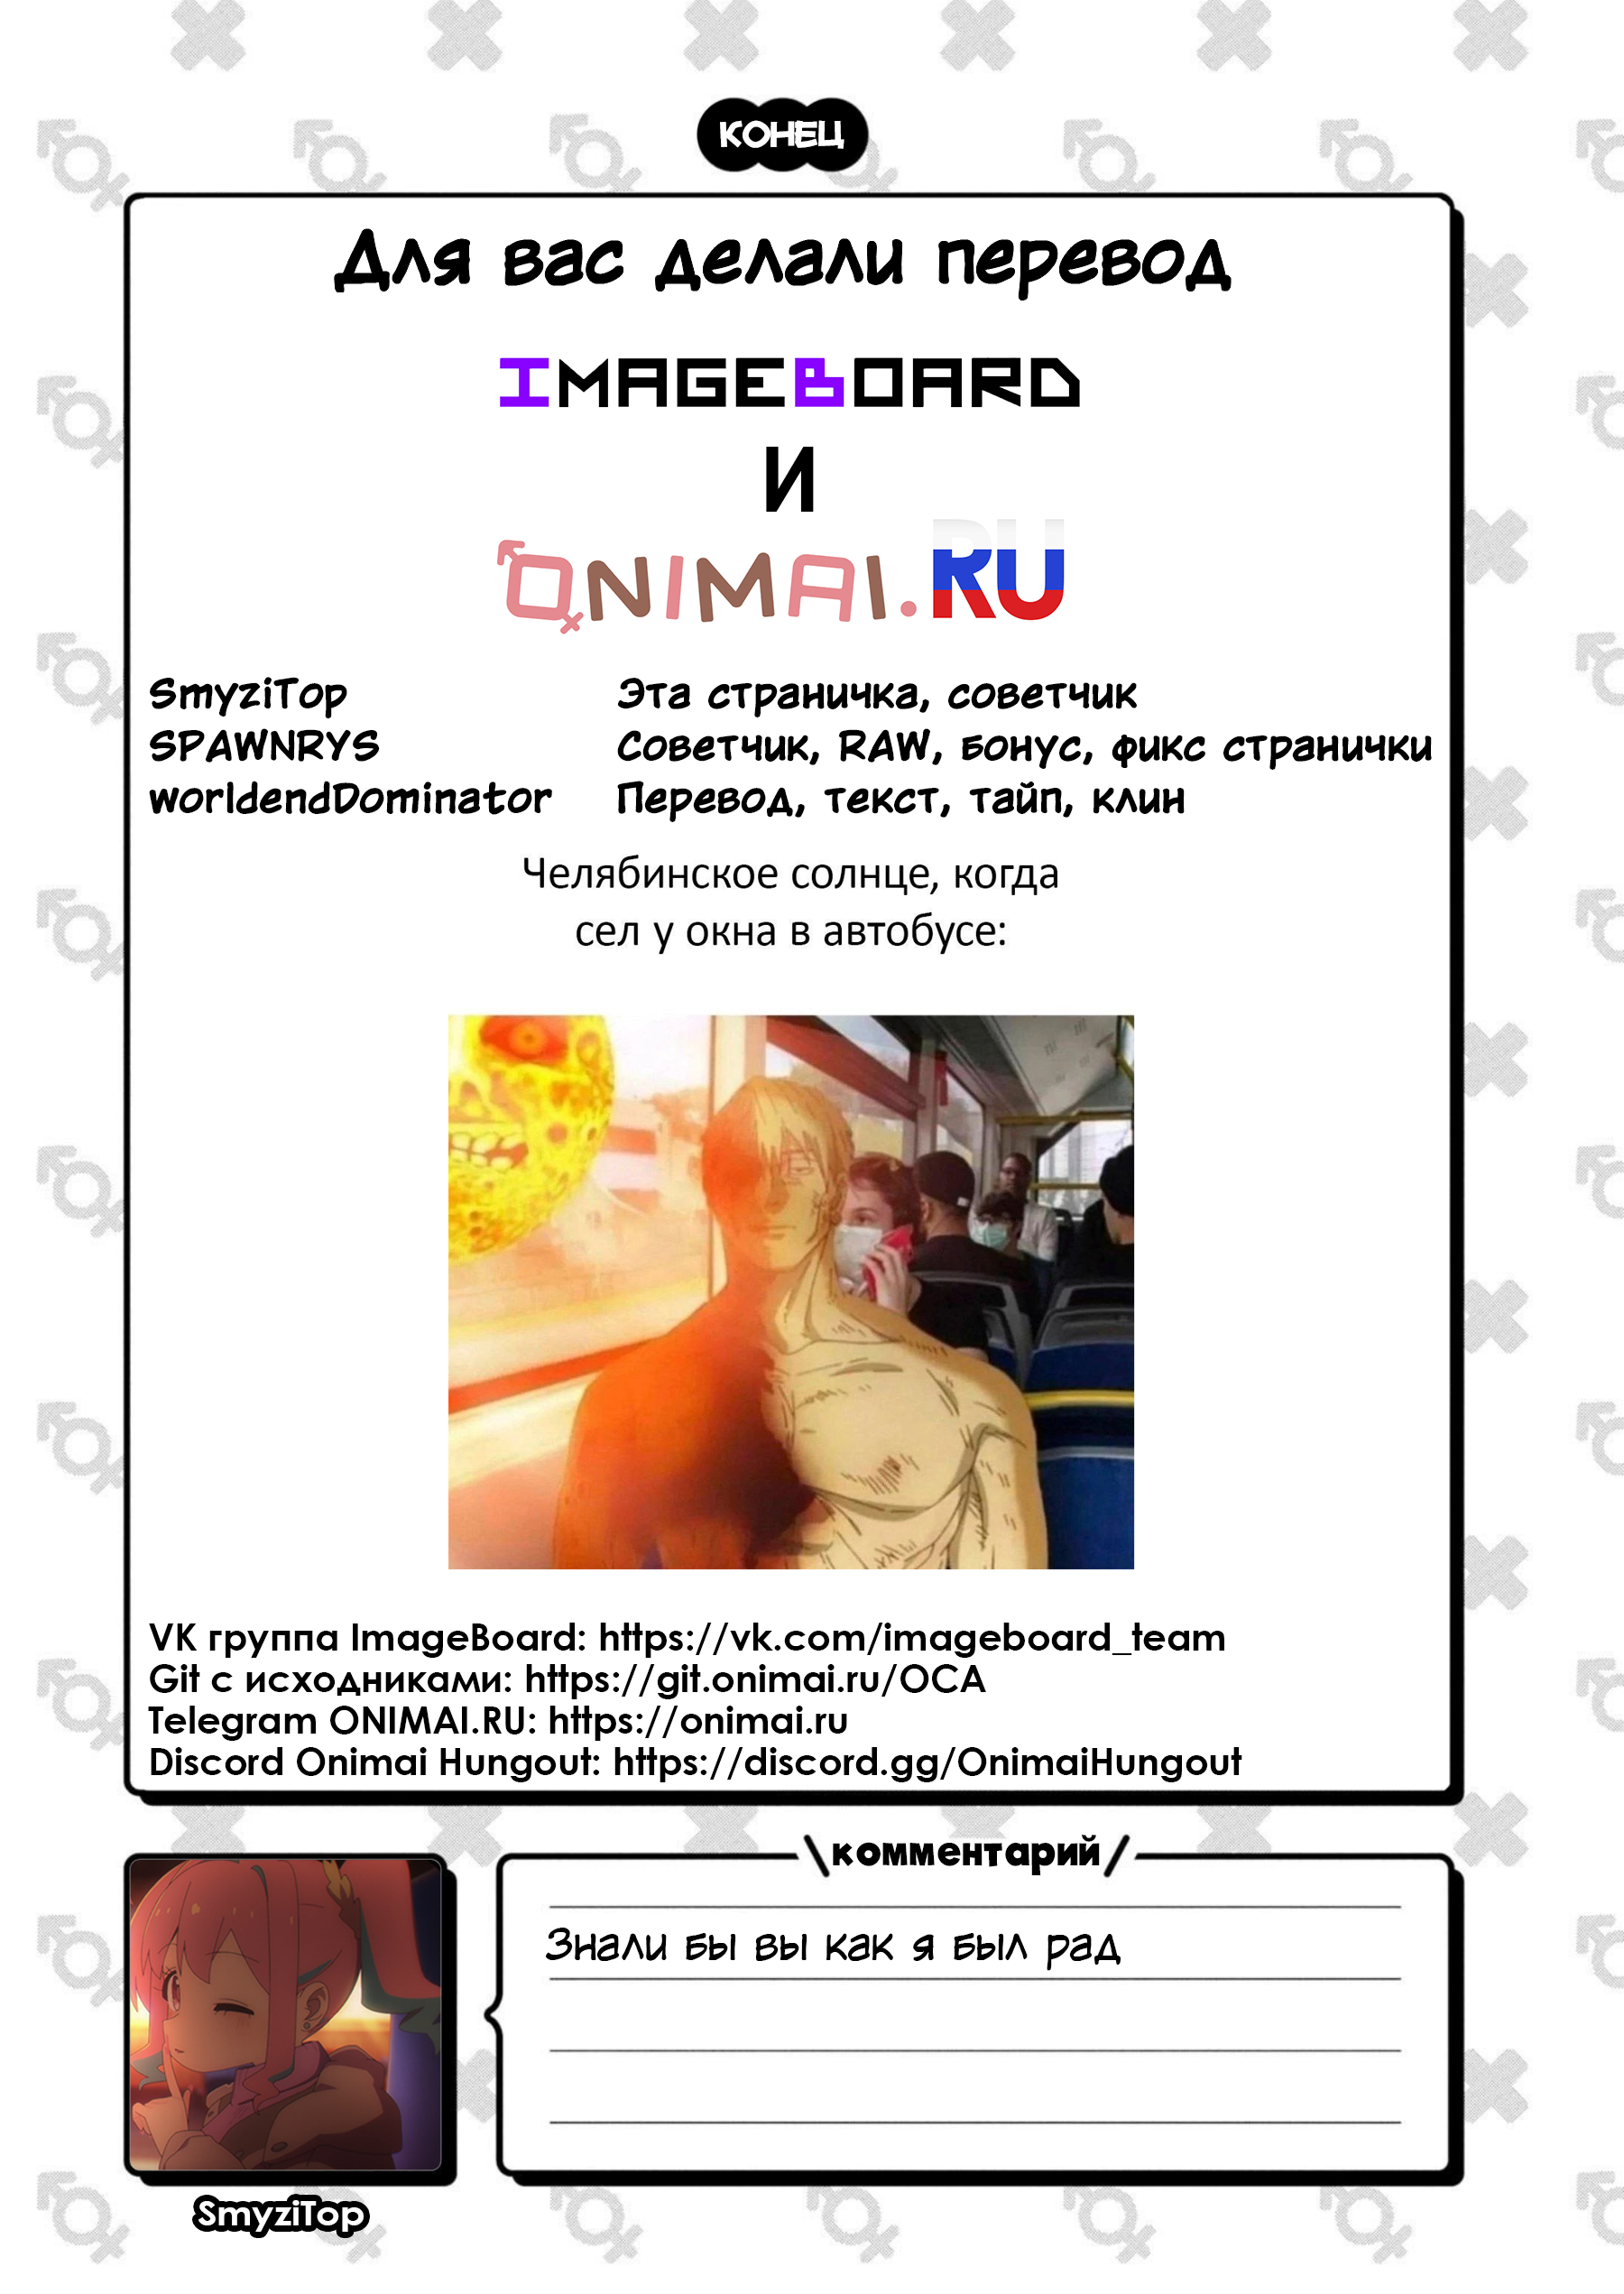 КОНЕЦ
Для вас делали перевод
IMAGEBOARD
И
ONIMAI.RU
SmyziTop Эта страничка, советчик
SPAWNRYS Советчик, RAW, бонус, фикс странички
worldendDominator Перевод, текст, тайп, клин
Челябинское солнце, когда
сел у окна в автобусе:
VK группа ImageBoard: https://vk.com/imageboard_team
Git с исходниками: https://git.onimai.ru/OCA
Telegram ONIMAI.RU: https://onimai.ru
Discord Onimai Hungout: https://discord.gg/OnimaiHungout
\комментарий/
Знали бы вы как я был рад
SmyziTop